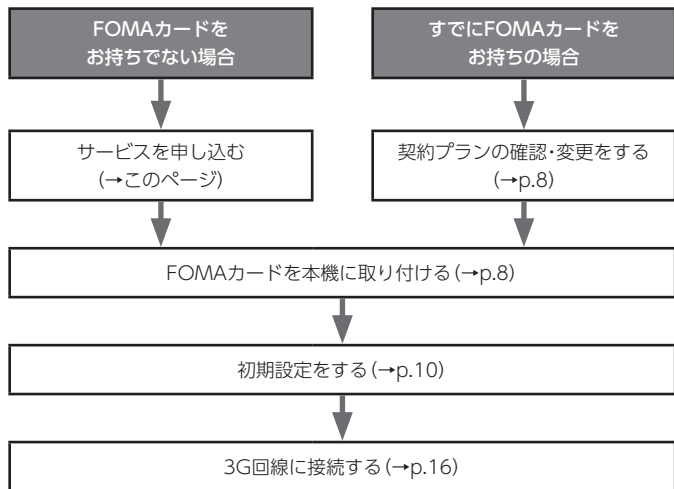 FOMAカードを
お持ちでない場合
すでにFOMAカードを
お持ちの場合
サービスを申し込む
(→このページ)
契約プランの確認・変更をする
(→p.8)
FOMAカードを本機に取り付ける(→p.8)
初期設定をする(→p.10)
3G回線に接続する(→p.16)